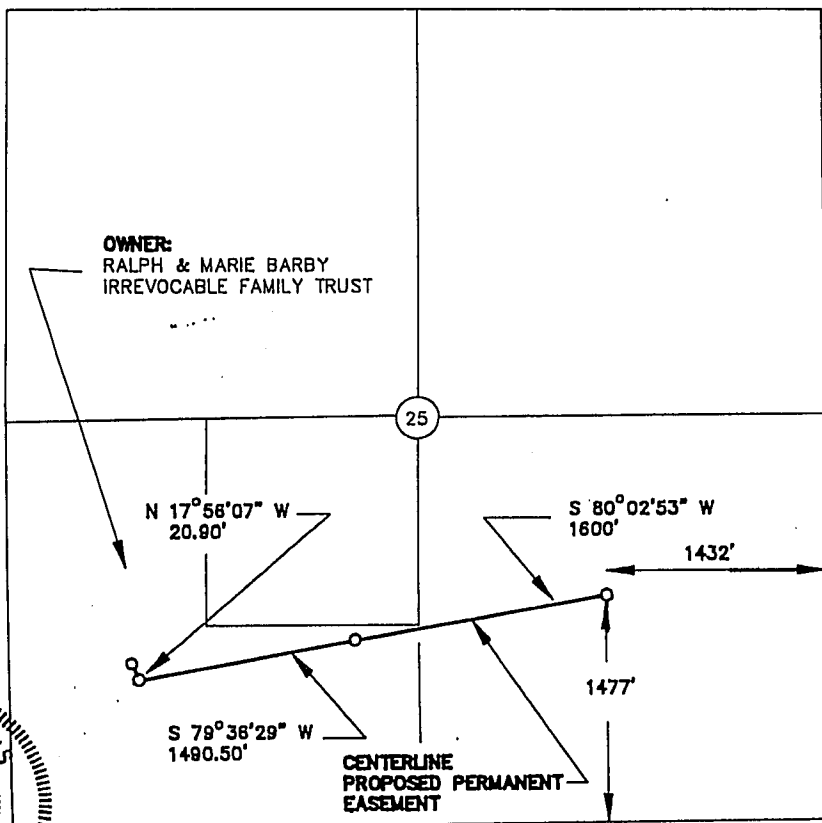 OWNER:
RALPH & MARIE BARBY
IRREVOCABLE FAMILY TRUST
25
N 17°56'07" W
20.90'
S 80°02'53" W
1600'
1432'
1477'
S 79°36'29" W
1490.50'
CENTERLINE
PROPOSED PERMANENT
EASEMENT